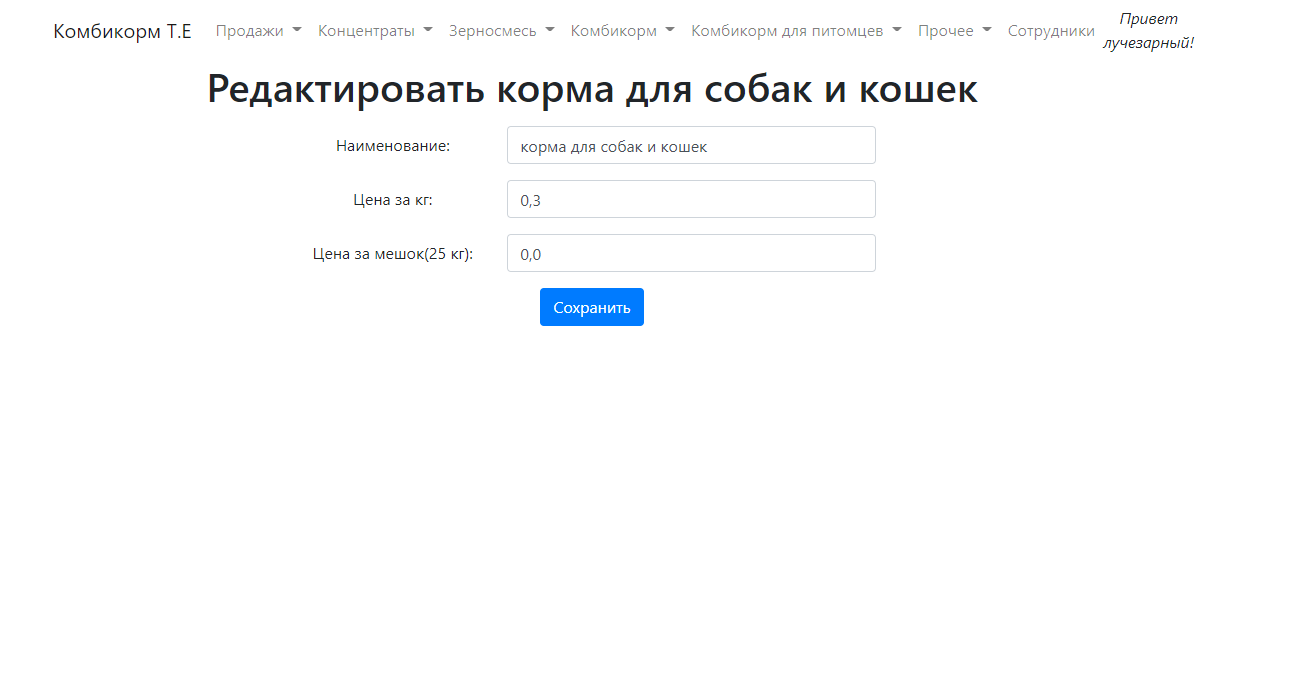 Комбикорм Т.Е Продажи Концентраты Зерносмесь Комбикорм Комбикорм для питомцев Прочее Сотрудники Привет
лучезарный!
Редактировать корма для собак и кошек
Наименование: корма для собак и кошек
Цена за кг: 0,3
Цена за мешок(25 кг): 0,0
Сохранить